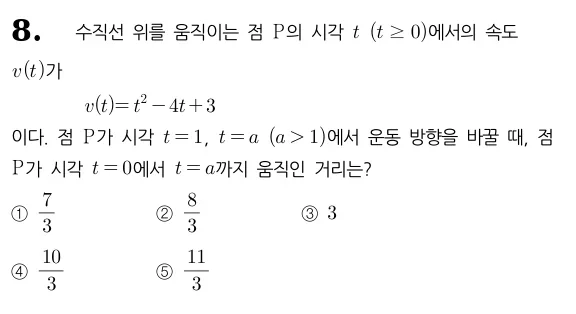 8. 수직선 위를 움직이는 점 P의 시각 t (t ≥ 0)에서의 속도
v(t)가
v(t)= t² − 4t + 3
이다. 점 P가 시각 t = 1, t = a (a > 1)에서 운동 방향을 바꿀 때, 점
P가 시각 t = 0에서 t = a까지 움직인 거리는?
① 7/3 ② 8/3 ③ 3
④ 10/3 ⑤ 11/3